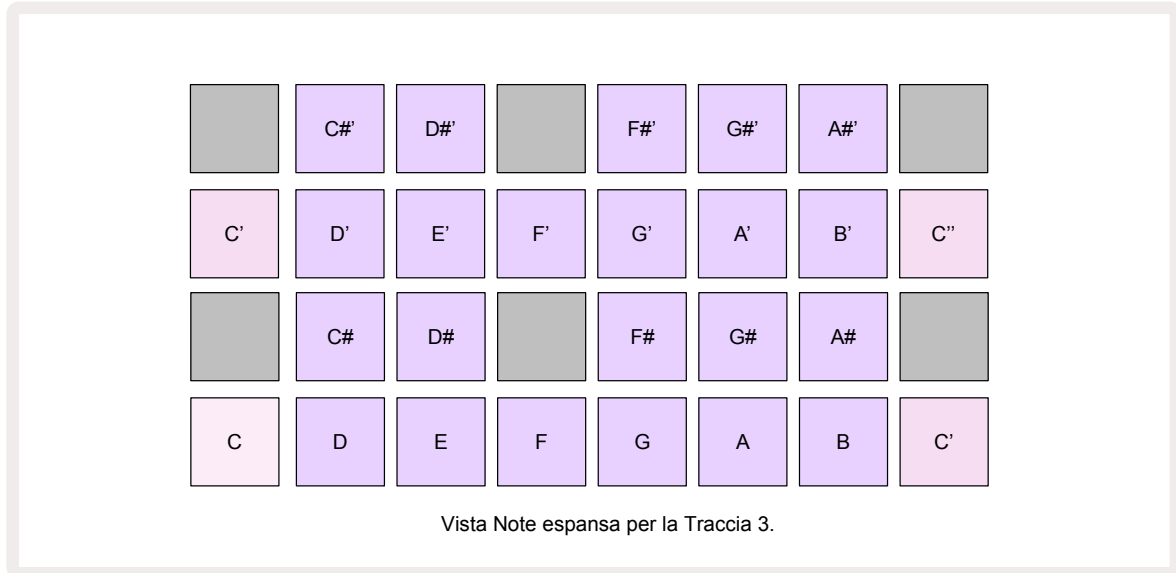 C#’ D#’ F#’ G#’ A#’
C’ D’ E’ F’ G’ A’ B’ C’’
C# D# F# G# A#
C D E F G A B C’
Vista Note espansa per la Traccia 3.